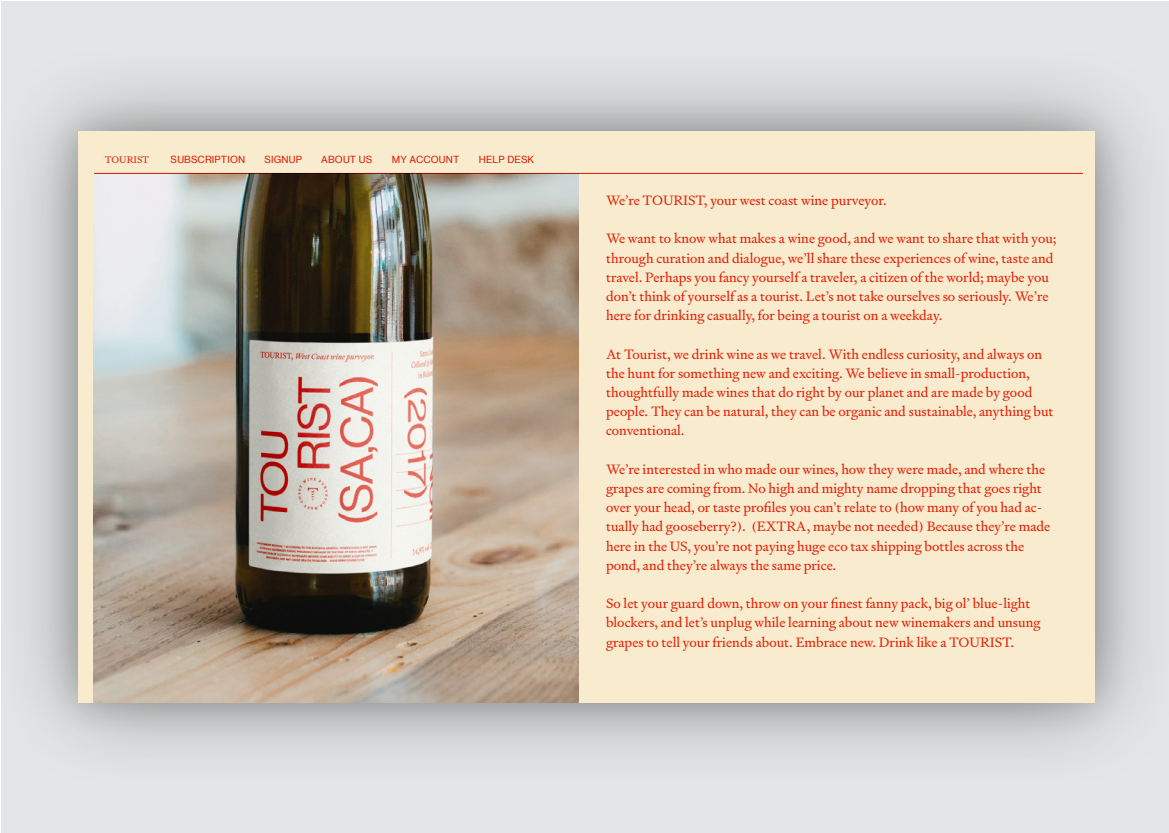 TOURIST SUBSCRIPTION SIGNUP ABOUT US MY ACCOUNT HELP DESK
TOURIST, West Coast wine purveyor.
TOU
RIST
(SA,CA)
(2017)
We're TOURIST, your west coast wine purveyor.
We want to know what makes a wine good, and we want to share that with you;
through curation and dialogue, we'll share these experiences of wine, taste and
travel. Perhaps you fancy yourself a traveler, a citizen of the world; maybe you
don't think of yourself as a tourist. Let's not take ourselves so seriously. We're
here for drinking casually, for being a tourist on a weekday.
At Tourist, we drink wine as we travel. With endless curiosity, and always on
the hunt for something new and exciting. We believe in small-production,
thoughtfully made wines that do right by our planet and are made by good
people. They can be natural, they can be organic and sustainable, anything but
conventional.
We're interested in who made our wines, how they were made, and where the
grapes are coming from. No high and mighty name dropping that goes right
over your head, or taste profiles you can't relate to (how many of you had ac-
tually had gooseberry?). (EXTRA, maybe not needed) Because they're made
here in the US, you're not paying huge eco tax shipping bottles across the
pond, and they're always the same price.
So let your guard down, throw on your finest fanny pack, big ol' blue-light
blockers, and let's unplug while learning about new winemakers and unsung
grapes to tell your friends about. Embrace new. Drink like a TOURIST.